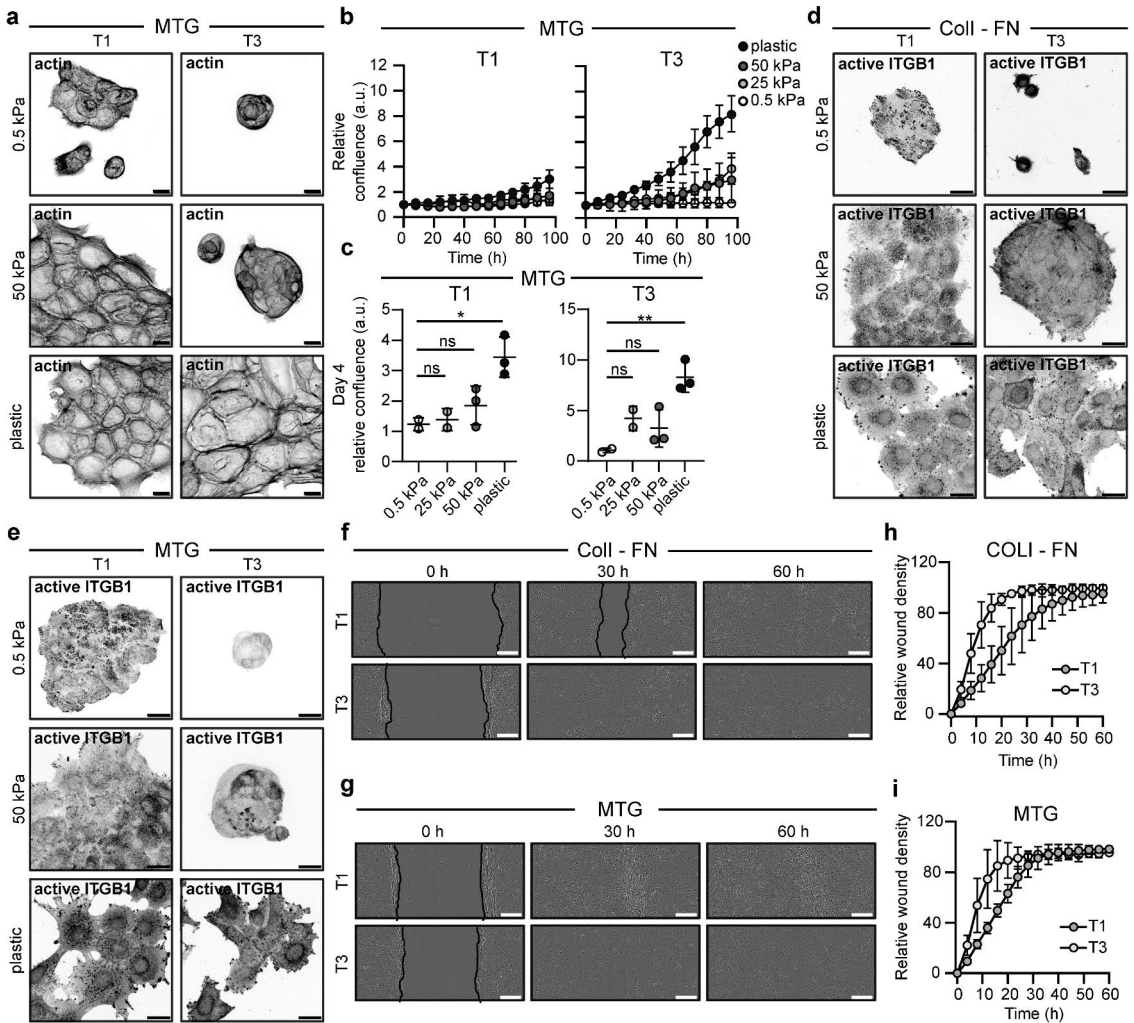 a
MTG
T1
T3
0.5 kPa
actin
actin
50 kPa
actin
actin
plastic
actin
actin
b
MTG
T1
T3
plastic
50 kPa
25 kPa
0.5 kPa
Relative
confluence (a.u.)
12
10
8
6
4
2
0
0 20 40 60 80 100
Time (h)
12
10
8
6
4
2
0
0 20 40 60 80 100
Time (h)
c
MTG
T1
T3
Day 4
relative confluence (a.u.)
5
4
3
2
1
0
*
ns
ns
0.5 kPa
25 kPa
50 kPa
plastic
15
10
5
0
**
ns
ns
0.5 kPa
25 kPa
50 kPa
plastic
d
Coll - FN
T1
T3
0.5 kPa
active ITGB1
active ITGB1
50 kPa
active ITGB1
active ITGB1
plastic
active ITGB1
active ITGB1
e
MTG
T1
T3
0.5 kPa
active ITGB1
active ITGB1
50 kPa
active ITGB1
active ITGB1
plastic
active ITGB1
active ITGB1
f
Coll - FN
0 h
30 h
60 h
T1
T3
g
MTG
0 h
30 h
60 h
T1
T3
h
COLI - FN
Relative wound density
120
80
40
0
T1
T3
0 10 20 30 40 50 60
Time (h)
i
MTG
Relative wound density
120
80
40
0
T1
T3
0 10 20 30 40 50 60
Time (h)